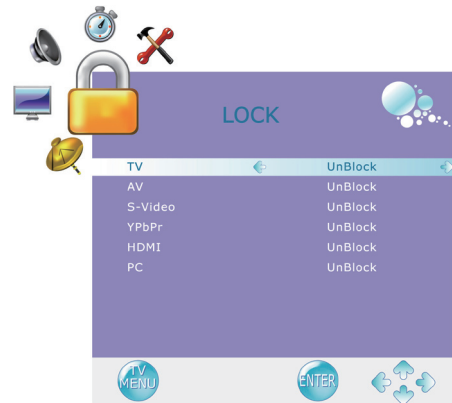 LOCK
TV UnBlock
AV UnBlock
S-Video UnBlock
YPbPr UnBlock
HDMI UnBlock
PC UnBlock
TV MENU ENTER